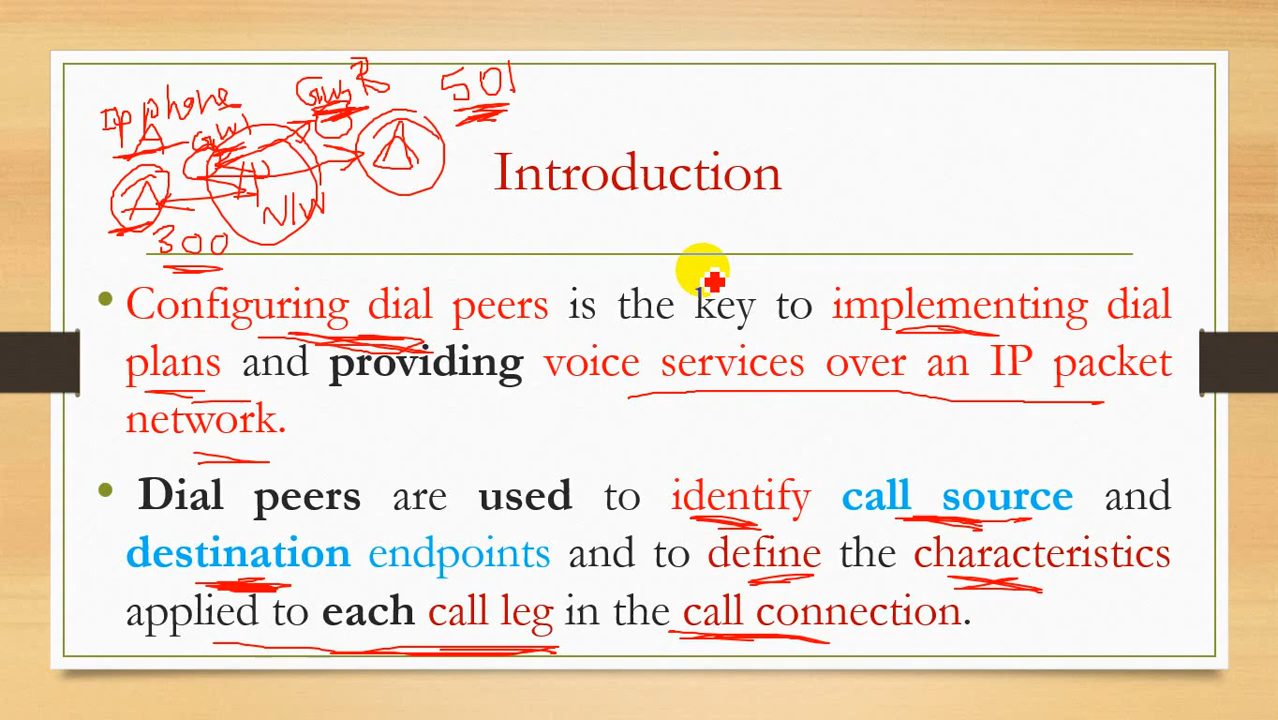 Ip phone
GW1
GW2
501
IP
N/W
300
Introduction
• Configuring dial peers is the key to implementing dial
plans and providing voice services over an IP packet
network.
• Dial peers are used to identify call source and
destination endpoints and to define the characteristics
applied to each call leg in the call connection.